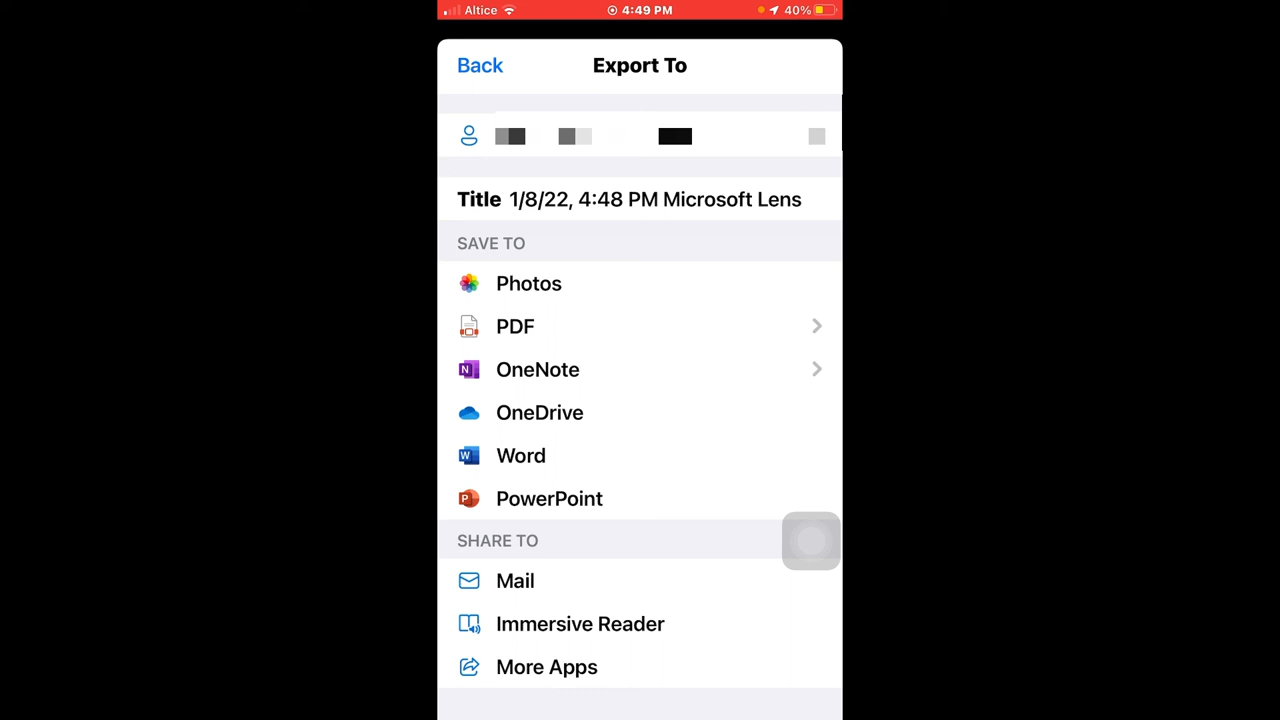 Altice 4:49 PM 40%
Back Export To
Title 1/8/22, 4:48 PM Microsoft Lens
SAVE TO
Photos
PDF
OneNote
OneDrive
Word
PowerPoint
SHARE TO
Mail
Immersive Reader
More Apps